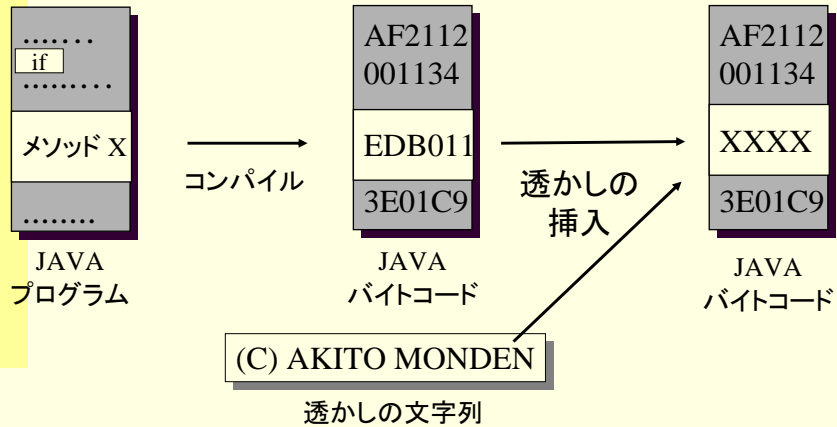 .......
if
.........
メソッド X
........
JAVA
プログラム
コンパイル
AF2112
001134
EDB011
3E01C9
JAVA
バイトコード
透かしの
挿入
AF2112
001134
XXXX
3E01C9
JAVA
バイトコード
(C) AKITO MONDEN
透かしの文字列